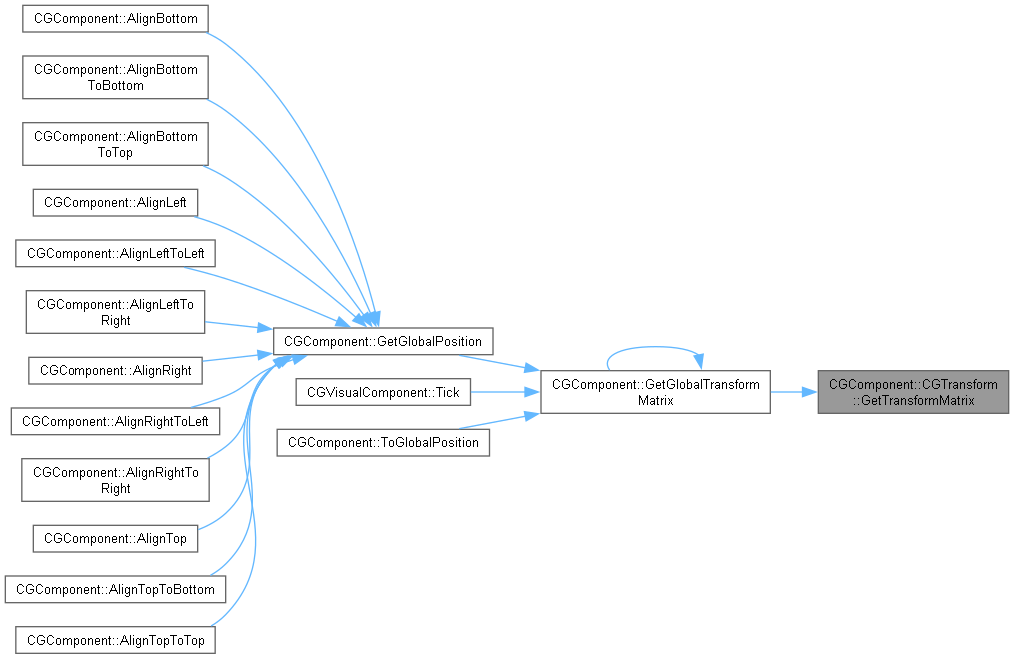 CGComponent::AlignBottom
CGComponent::AlignBottom
ToBottom
CGComponent::AlignBottom
ToTop
CGComponent::AlignLeft
CGComponent::AlignLeftToLeft
CGComponent::AlignLeftTo
Right
CGComponent::AlignRight
CGComponent::AlignRightToLeft
CGComponent::AlignRightTo
Right
CGComponent::AlignTop
CGComponent::AlignTopToBottom
CGComponent::AlignTopToTop
CGComponent::GetGlobalPosition
CGVisualComponent::Tick
CGComponent::ToGlobalPosition
CGComponent::GetGlobalTransform
Matrix
CGComponent::CGTransform
::GetTransformMatrix